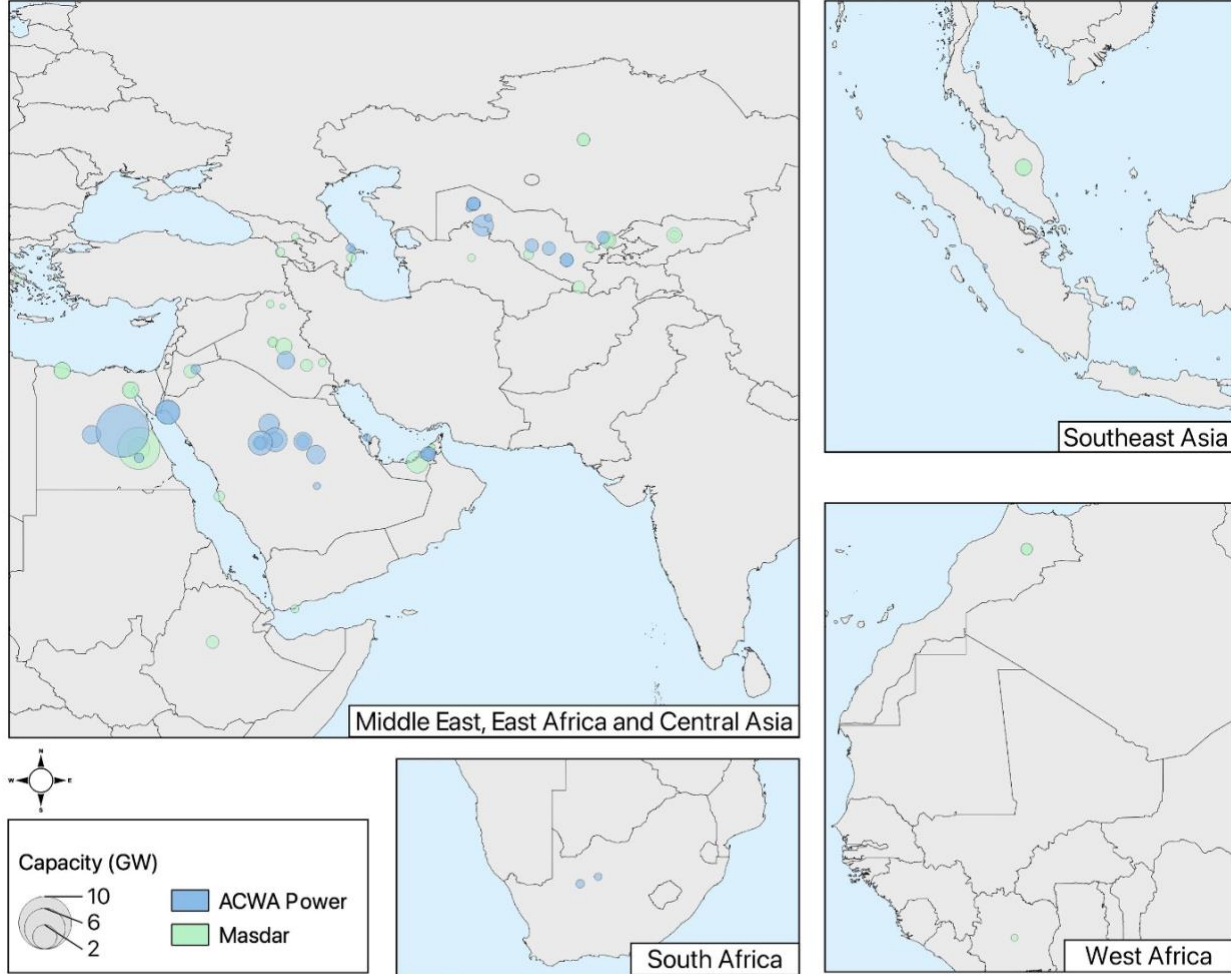 Middle East, East Africa and Central Asia
Southeast Asia
N
W E
S
Capacity (GW)
10
6
2
ACWA Power
Masdar
South Africa
West Africa